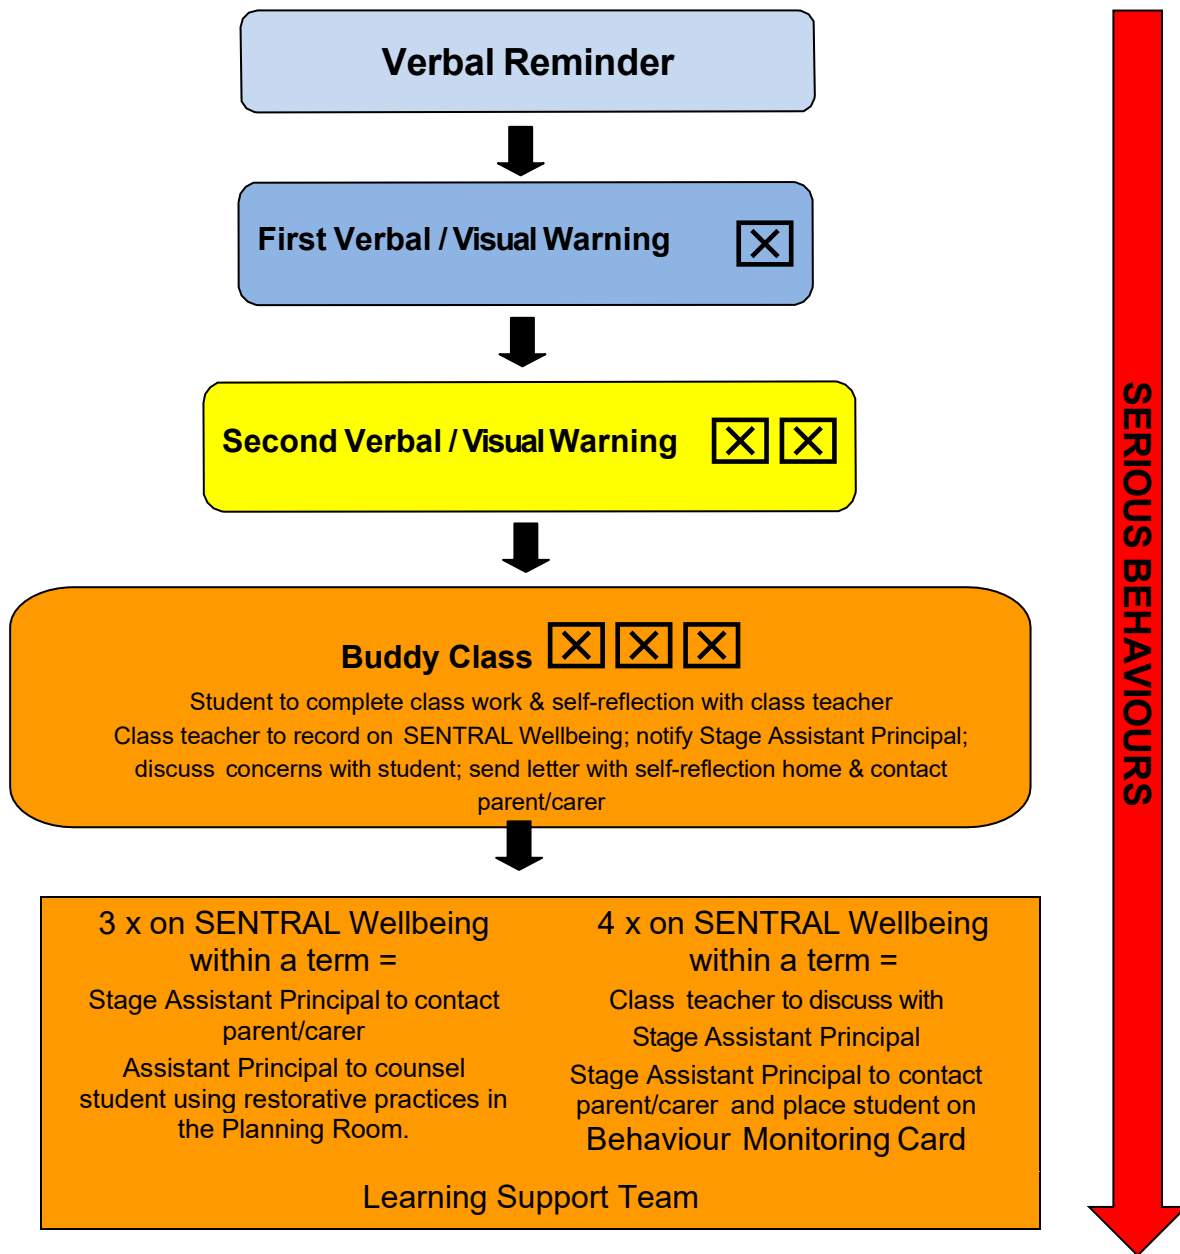 Verbal Reminder
First Verbal / Visual Warning
Second Verbal / Visual Warning
Buddy Class
Student to complete class work & self-reflection with class teacher
Class teacher to record on SENTRAL Wellbeing; notify Stage Assistant Principal;
discuss concerns with student; send letter with self-reflection home & contact
parent/carer
3 x on SENTRAL Wellbeing
within a term =
Stage Assistant Principal to contact
parent/carer
Assistant Principal to counsel
student using restorative practices in
the Planning Room.
4 x on SENTRAL Wellbeing
within a term =
Class teacher to discuss with
Stage Assistant Principal
Stage Assistant Principal to contact
parent/carer and place student on
Behaviour Monitoring Card
Learning Support Team
SERIOUS BEHAVIOURS